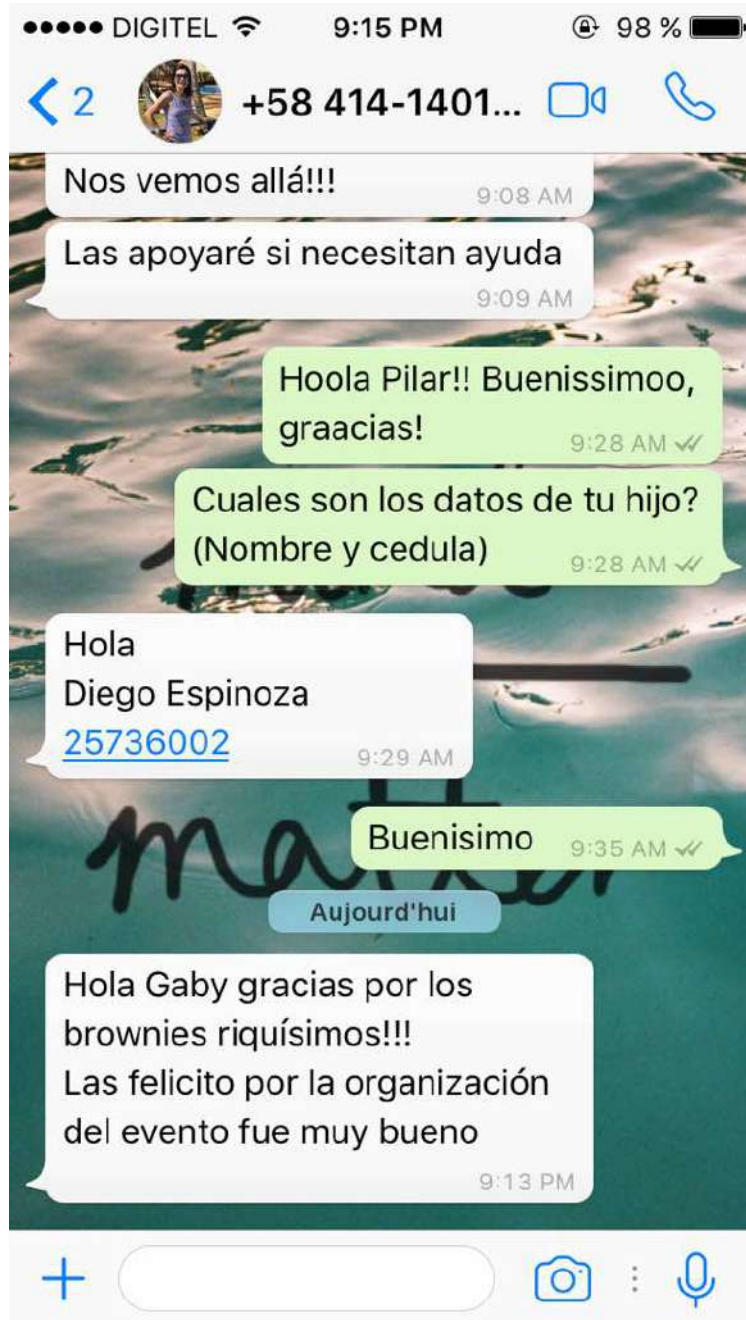 DIGITEL 9:15 PM 98 %
2 +58 414-1401...
Nos vemos allá!!!
9:08 AM
Las apoyaré si necesitan ayuda
9:09 AM
Hoola Pilar!! Buenissimoo,
graacias!
9:28 AM
Cuales son los datos de tu hijo?
(Nombre y cedula)
9:28 AM
Hola
Diego Espinoza
25736002
9:29 AM
Buenisimo
9:35 AM
matter
Aujourd'hui
Hola Gaby gracias por los
brownies riquísimos!!!
Las felicito por la organización
del evento fue muy bueno
9:13 PM